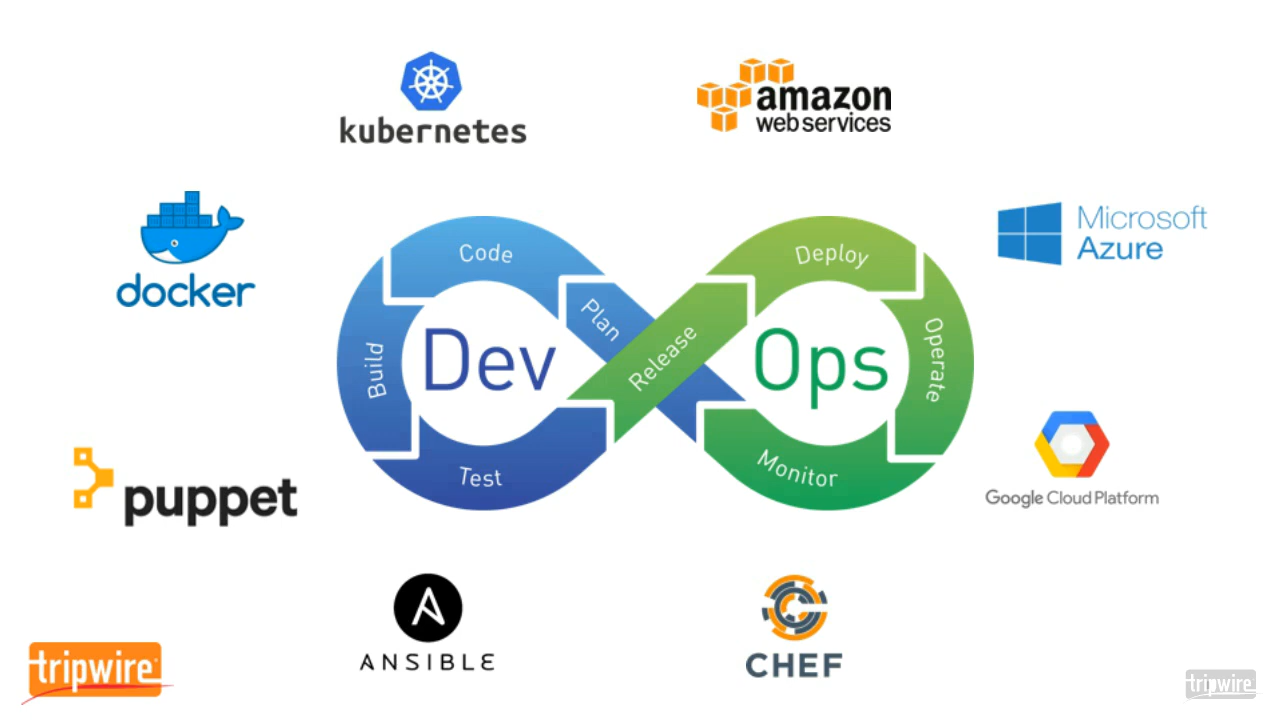 kubernetes
amazon
web services
docker
Microsoft
Azure
Code
Deploy
Plan
Release
Build
Dev
Ops
Operate
Test
Monitor
puppet
Google Cloud Platform
ANSIBLE
CHEF
tripwire
tripwire